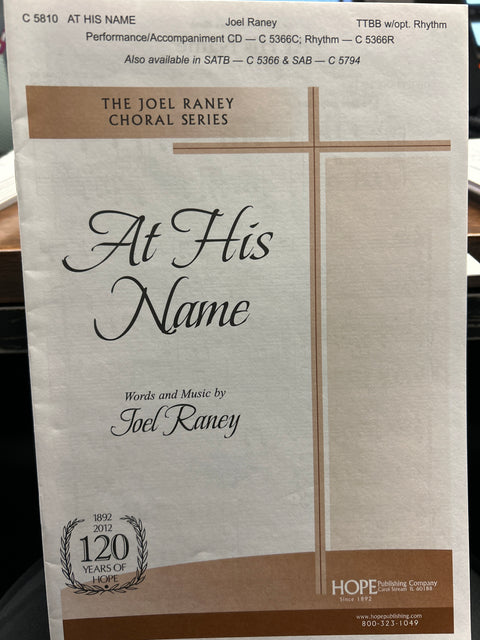 C 5810 AT HIS NAME Joel Raney TTBB w/opt. Rhythm
Performance/Accompaniment CD — C 5366C; Rhythm — C 5366R
Also available in SATB — C 5366 & SAB — C 5794
THE JOEL RANEY
CHORAL SERIES
At His
Name
Words and Music by
Joel Raney
1892
2012
120
YEARS OF
HOPE
HOPE Publishing Company
Carol Stream IL 60188
Since 1892
www.hopepublishing.com
800-323-1049